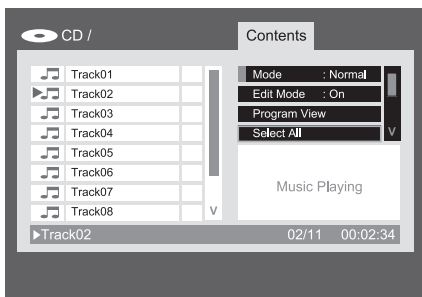 CD /
Contents
Track01
Track02
Track03
Track04
Track05
Track06
Track07
Track08
Mode : Normal
Edit Mode : On
Program View
Select All
V
V
Music Playing
Track02 02/11 00:02:34